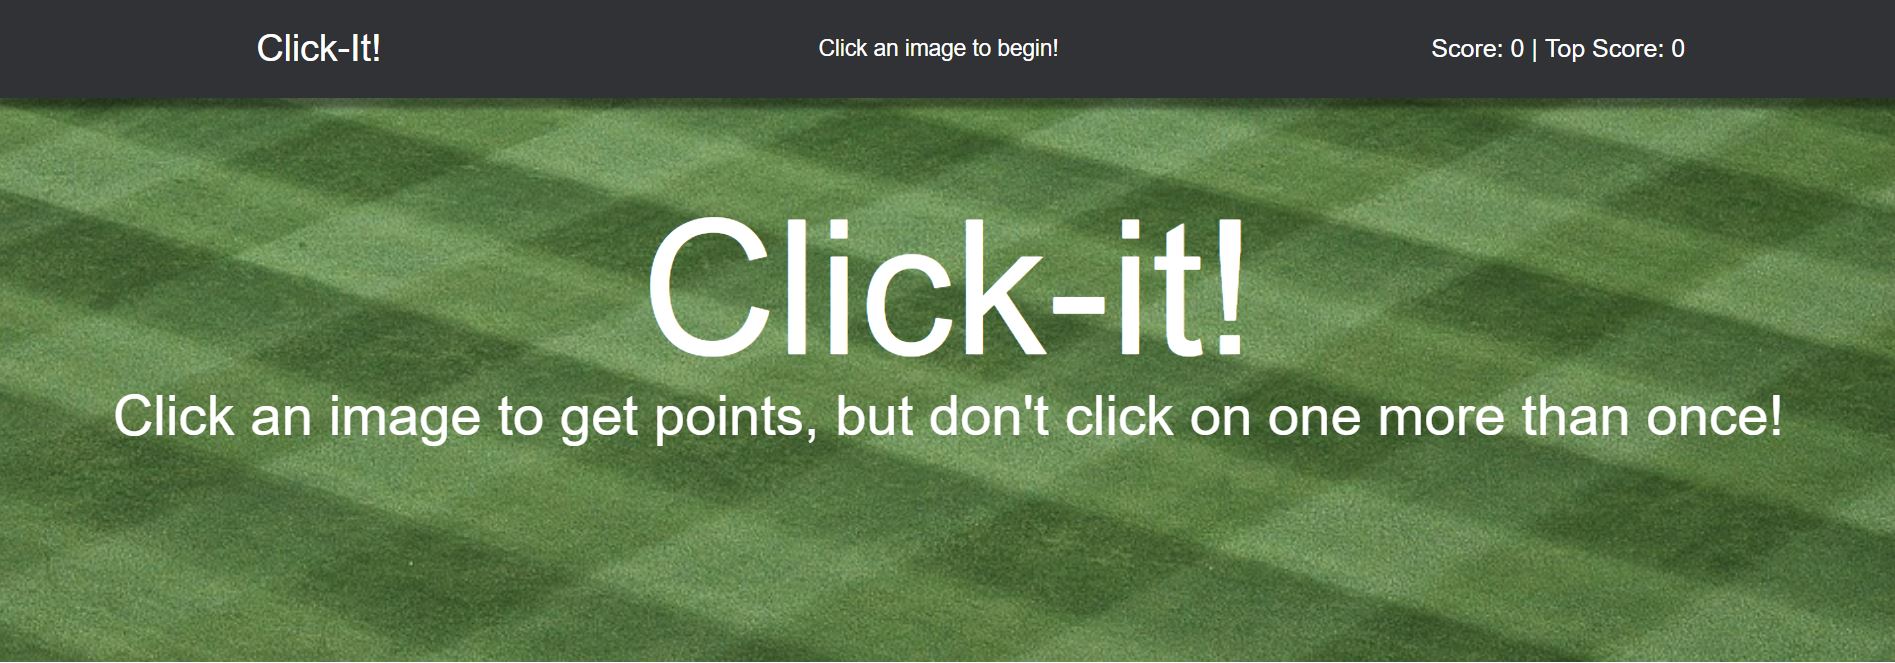 Click-It!
Click an image to begin!
Score: 0 | Top Score: 0
Click-it!
Click an image to get points, but don't click on one more than once!